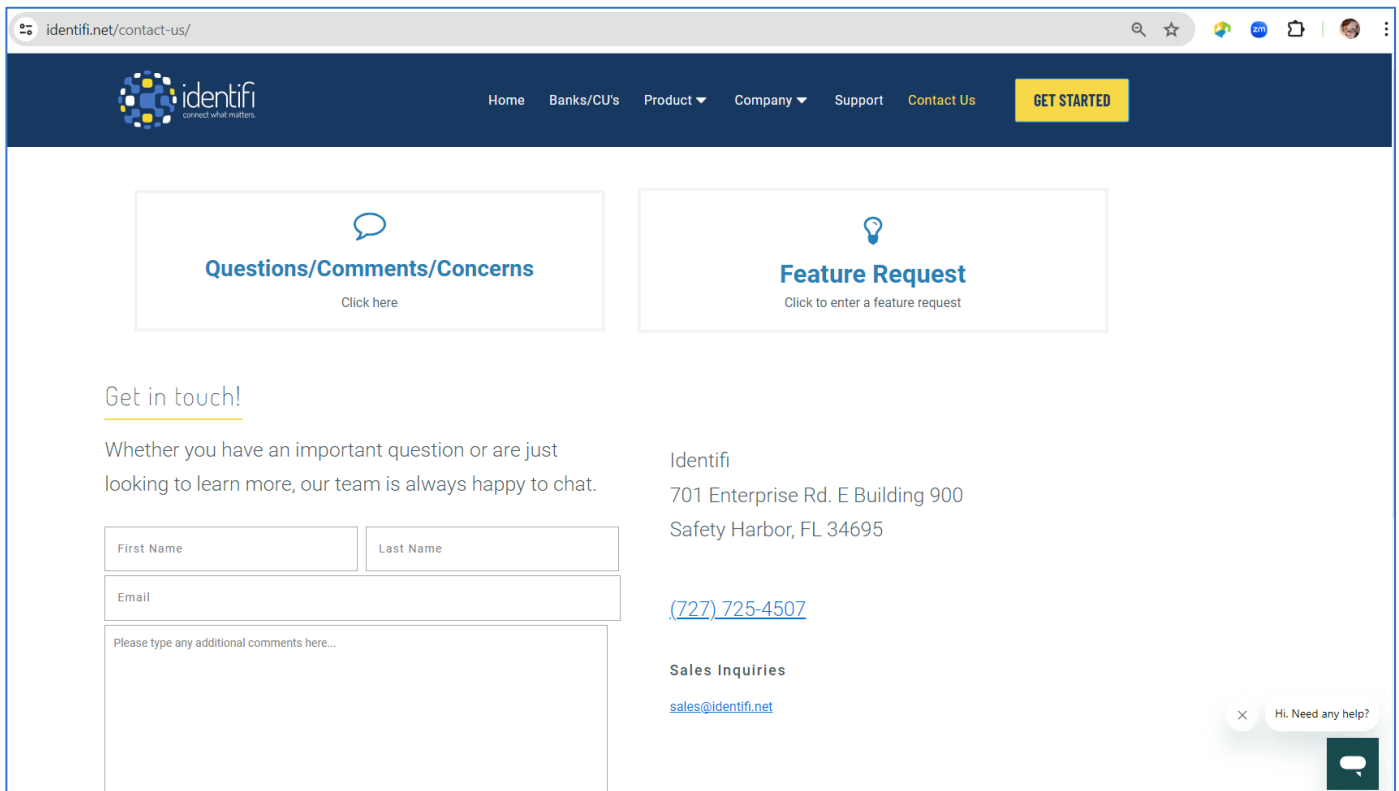 identifi.net/contact-us/
zm
identifi
connect what matters.
Home Banks/CU's Product Company Support Contact Us GET STARTED
Questions/Comments/Concerns
Click here
Feature Request
Click to enter a feature request
Get in touch!
Whether you have an important question or are just
looking to learn more, our team is always happy to chat.
First Name Last Name
Email
Please type any additional comments here...
Identifi
701 Enterprise Rd. E Building 900
Safety Harbor, FL 34695
(727) 725-4507
Sales Inquiries
sales@identifi.net
Hi. Need any help?